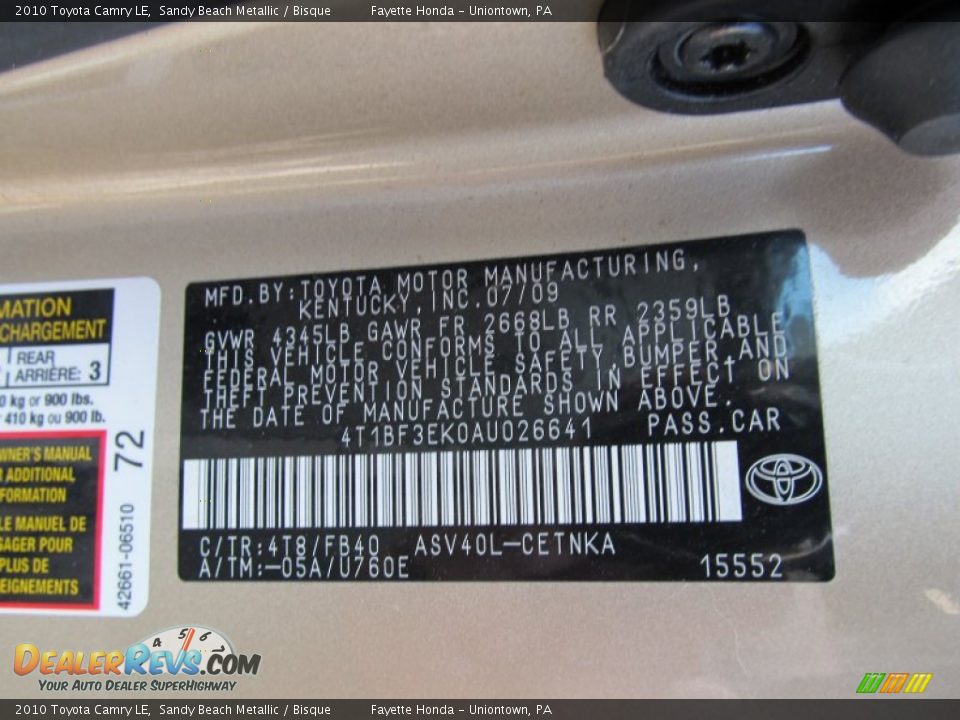 2010 Toyota Camry LE, Sandy Beach Metallic / Bisque Fayette Honda - Uniontown, PA
MFD.BY:TOYOTA MOTOR MANUFACTURING,
KENTUCKY, INC.07/09
GVWR 4345LB GAWR FR 2668LB RR 2359LB
THIS VEHICLE CONFORMS TO ALL APPLICABLE
FEDERAL MOTOR VEHICLE SAFETY,BUMPER,AND
THEFT PREVENTION STANDARDS IN EFFECT ON
THE DATE OF MANUFACTURE SHOWN ABOVE.
4T1BF3EK0AU026641 PASS.CAR
C/TR:4T8/FB40 ASV40L-CETNKA
A/TM:-05A/U760E 15552
MATION
CHARGEMENT
REAR
ARRIÈRE: 3
0 kg or 900 lbs.
410 kg ou 900 lb.
WNER'S MANUAL
R ADDITIONAL
FORMATION
LE MANUEL DE
SAGER POUR
PLUS DE
EIGNEMENTS
42661-06510 72
4 5 6
DealerRevs.com
Your Auto Dealer SuperHighway
2010 Toyota Camry LE, Sandy Beach Metallic / Bisque Fayette Honda - Uniontown, PA